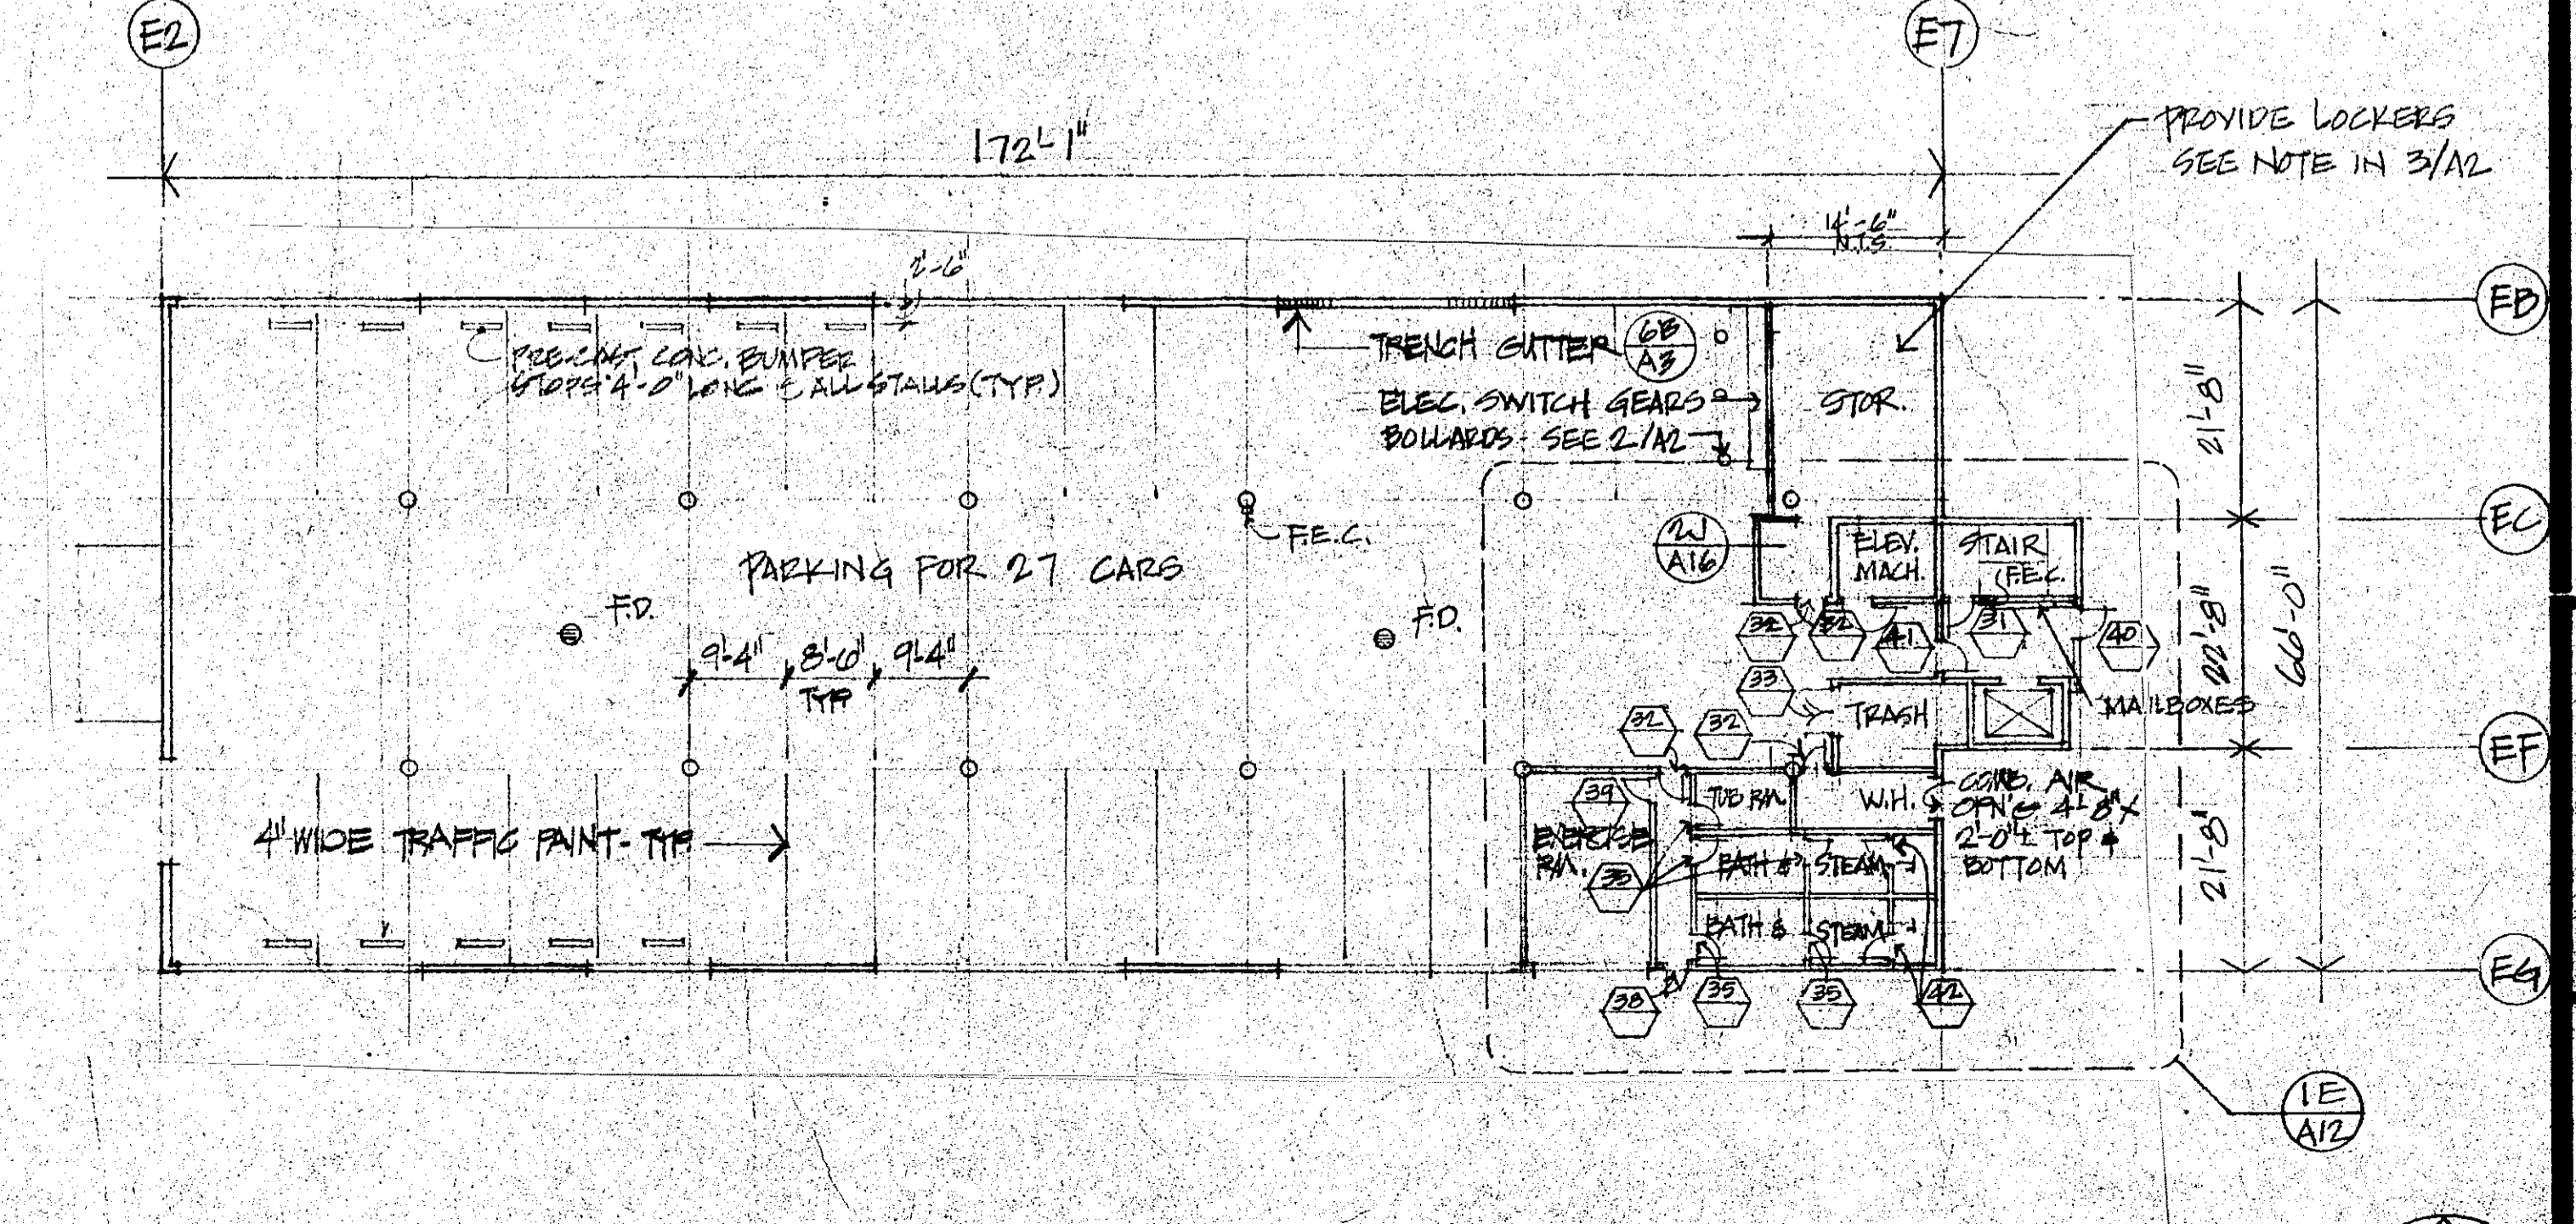 E2
E7
172'-1"
PROVIDE LOCKERS
SEE NOTE IN 3/A2
14'-6"
N.T.S.
2'-6"
EB
PRE-CAST CONC. BUMPER
STOPS 4'-0" LONG @ ALL STALLS (TYP.)
TRENCH GUTTER
6B
A3
ELEC. SWITCH GEARS
BOLLARDS - SEE 2/A2
STOR.
21'-8"
EC
F.E.C.
2J
A16
ELEV.
MACH.
STAIR
F.E.C.
PARKING FOR 27 CARS
F.D.
F.D.
9'-4"
8'-6"
TYP
9'-4"
32
32
41
31
40
22'-8"
66'-0"
33
TRASH
MAILBOXES
32
32
EF
39
TUB RM.
W.H.
COMB. AIR
OPN'G 4'-8" X
2'-0"± TOP &
BOTTOM
4" WIDE TRAFFIC PAINT - TYP.
EXERCISE
RM.
35
BATH &
STEAM
BATH &
STEAM
21'-8"
EG
38
35
35
42
1E
A12